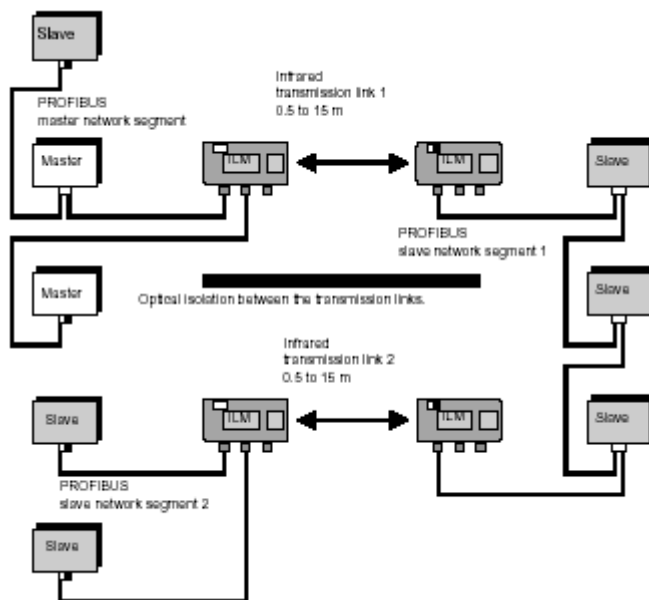 Slave
Infrared
transmission link 1
0.5 to 15 m
PROFIBUS
master network segment
Master
ILM
ILM
Slave
PROFIBUS
slave network segment 1
Master
Optical isolation between the transmission links.
Slave
Infrared
transmission link 2
0.5 to 15 m
Slave
ILM
ILM
Slave
PROFIBUS
slave network segment 2
Slave